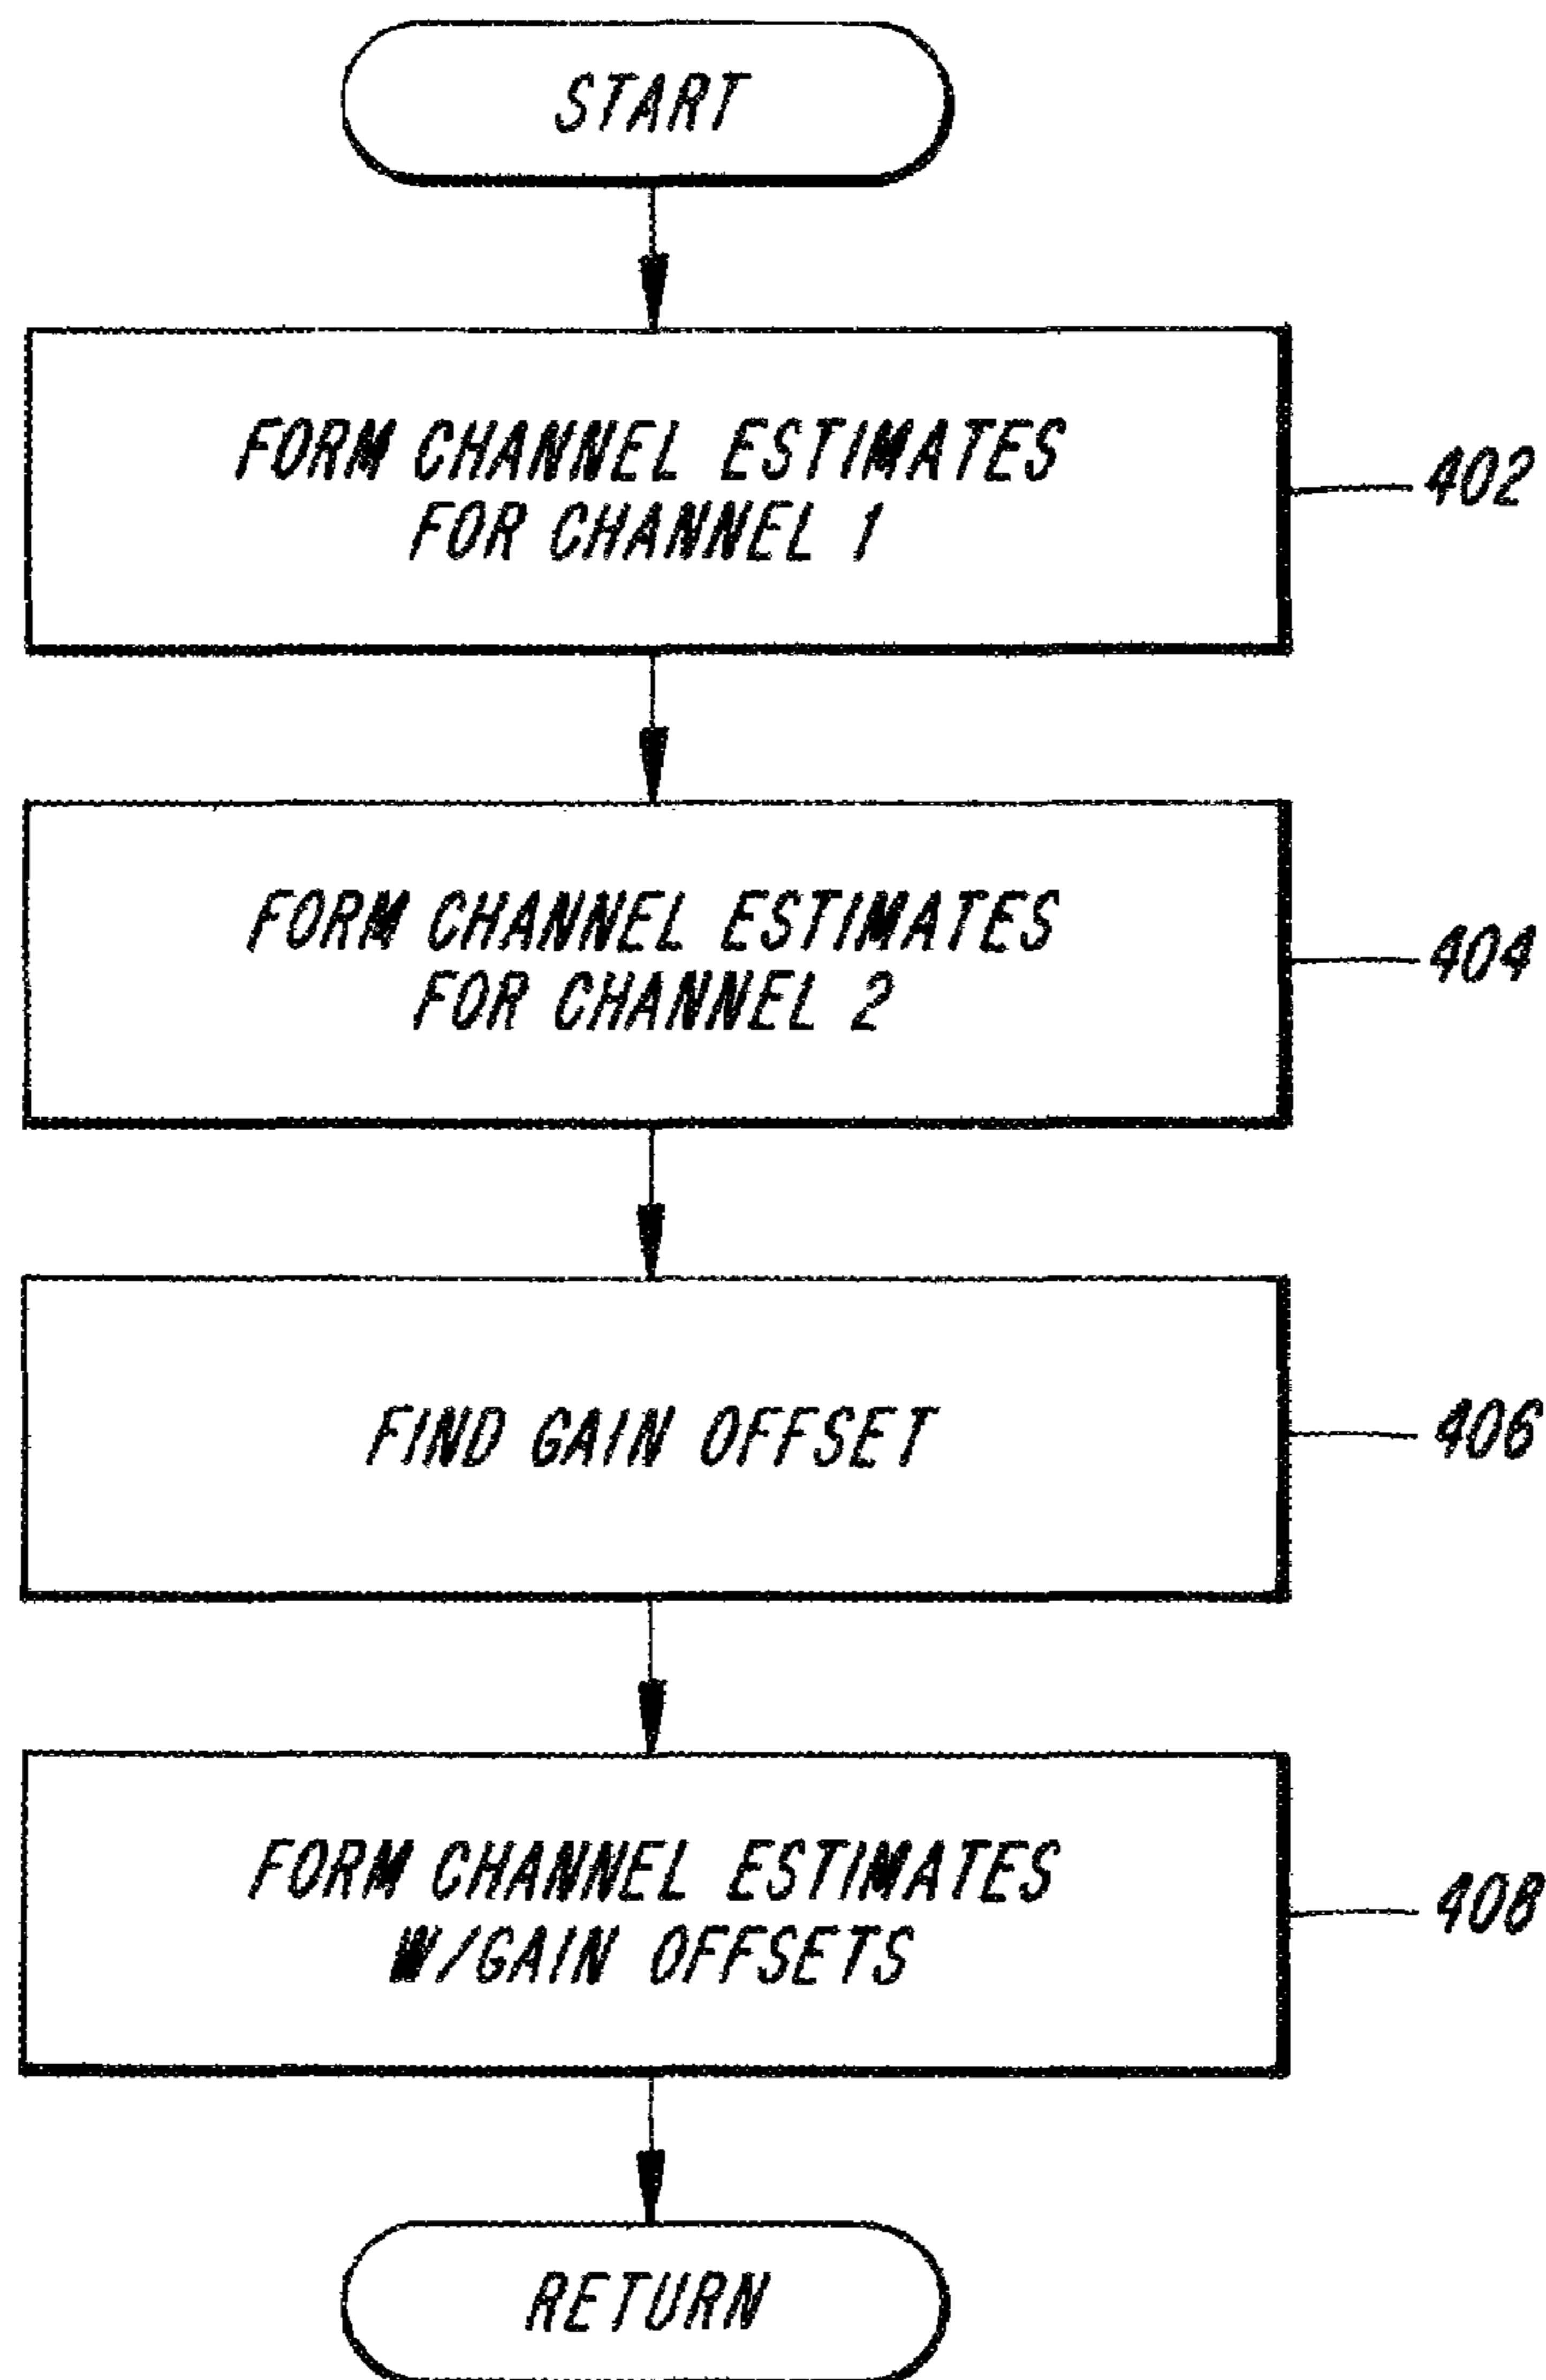 START
FORM CHANNEL ESTIMATES
FOR CHANNEL 1
402
FORM CHANNEL ESTIMATES
FOR CHANNEL 2
404
FIND GAIN OFFSET
406
FORM CHANNEL ESTIMATES
W/GAIN OFFSETS
408
RETURN